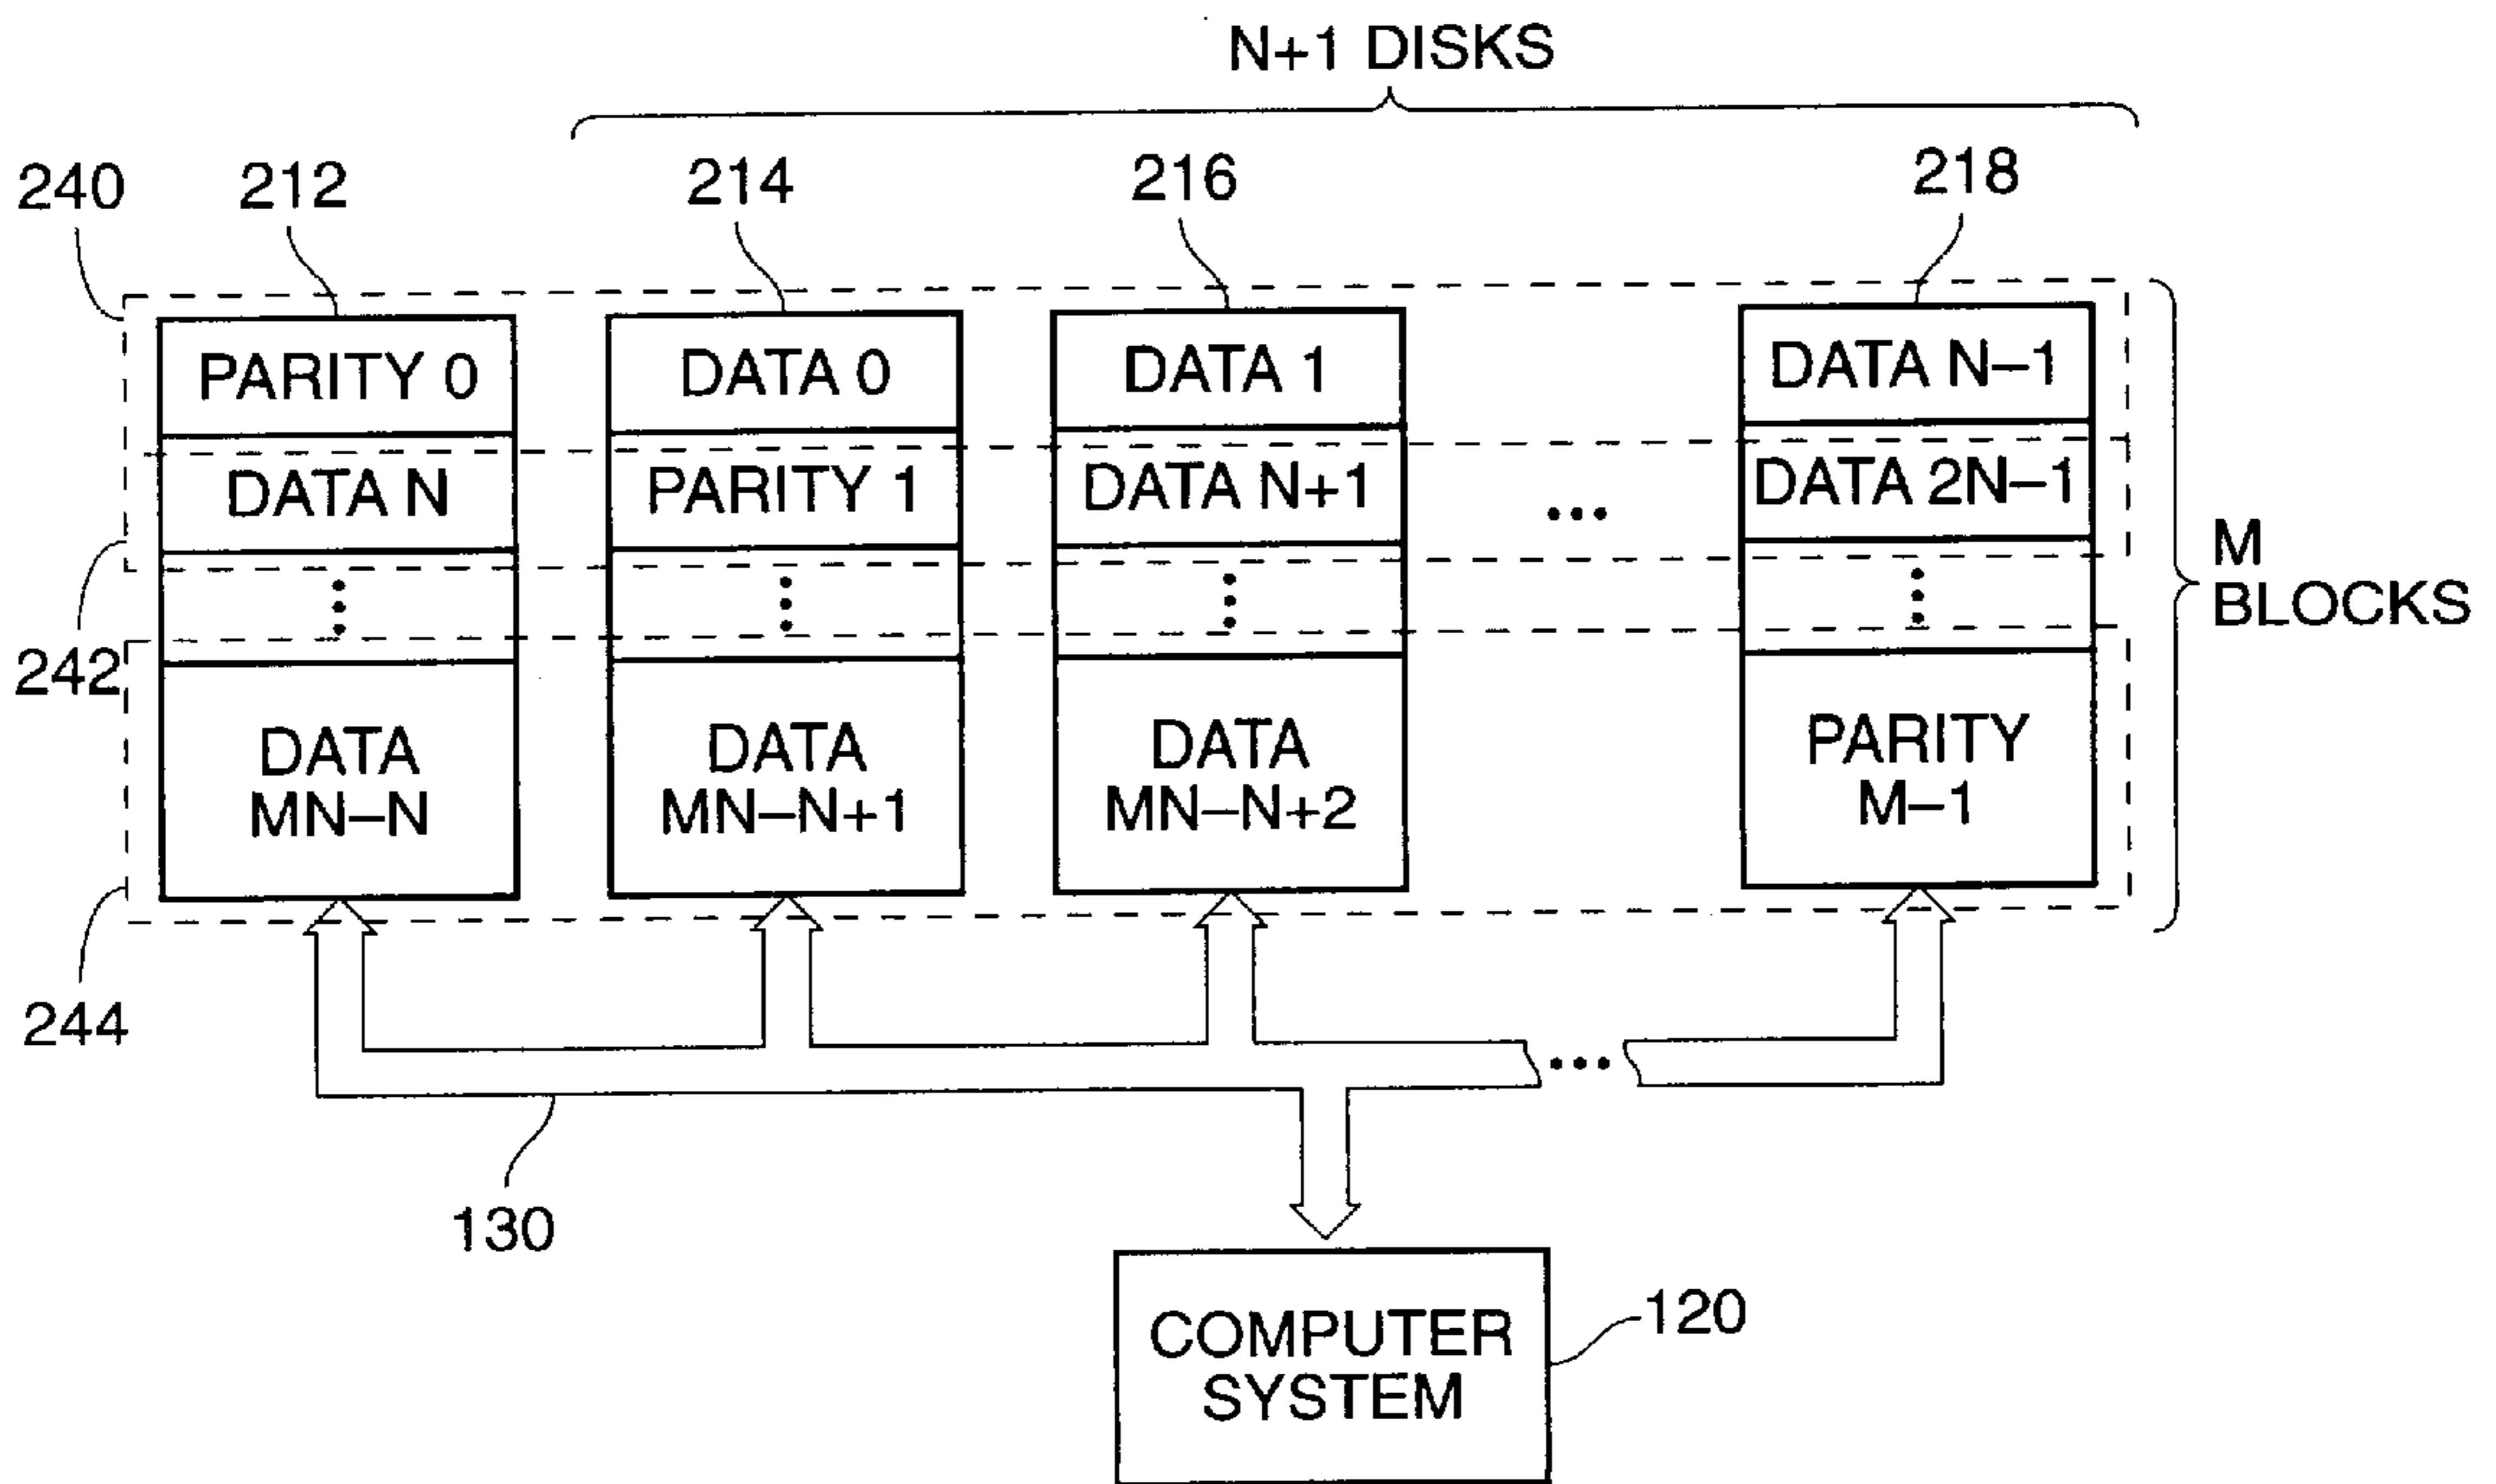 N+1 DISKS
240 212 214 216 218
PARITY 0 DATA 0 DATA 1 DATA N–1
DATA N PARITY 1 DATA N+1 ••• DATA 2N–1
M
BLOCKS
242
DATA
MN–N
DATA
MN–N+1
DATA
MN–N+2
PARITY
M–1
244
•••
130
COMPUTER
SYSTEM
120